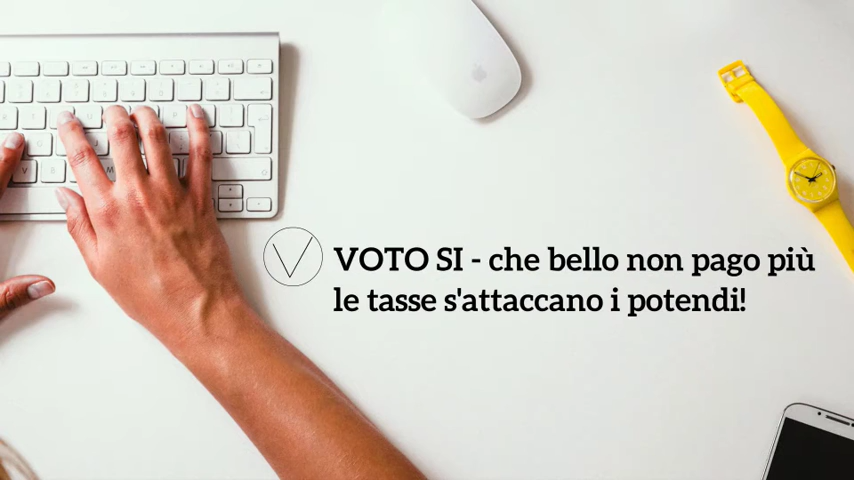 VOTO SI - che bello non pago più
le tasse s'attaccano i potendi!